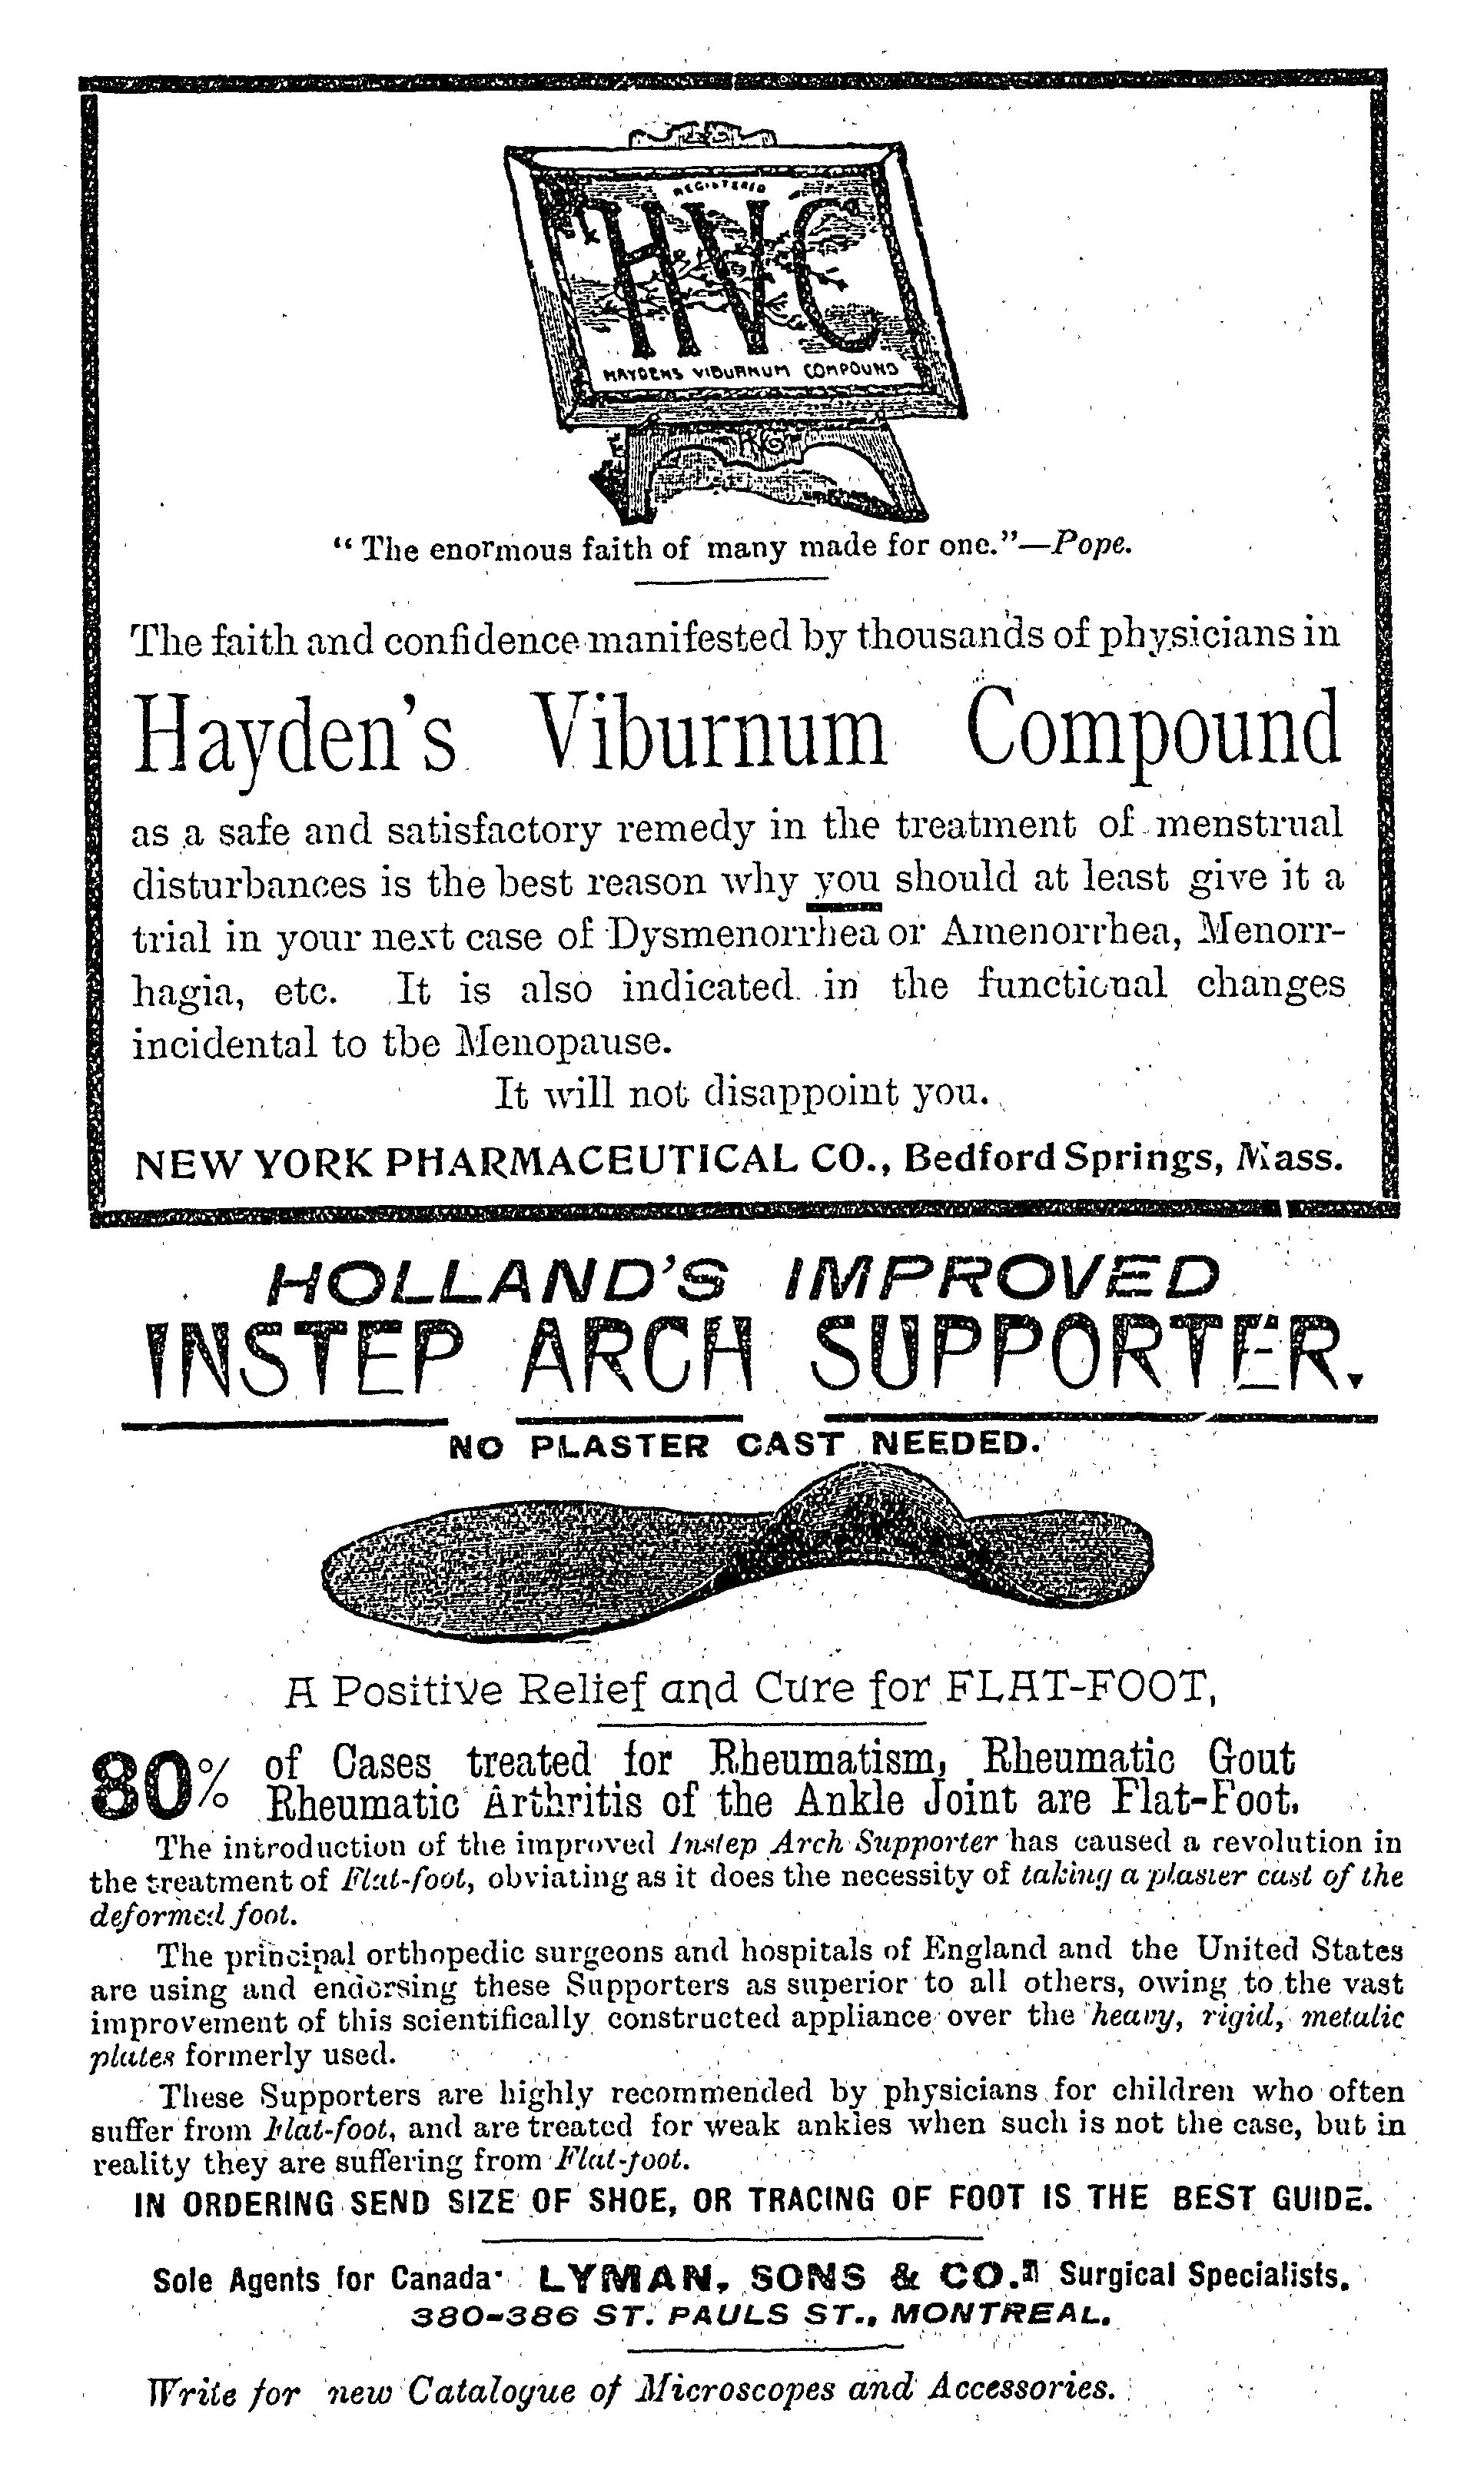 REGISTERED
HVC
HAYDENS VIBURNUM COMPOUND
"The enormous faith of many made for one."—Pope.
The faith and confidence manifested by thousands of physicians in
Hayden's Viburnum Compound
as a safe and satisfactory remedy in the treatment of menstrual
disturbances is the best reason why you should at least give it a
trial in your next case of Dysmenorrhea or Amenorrhea, Menorr-
hagia, etc. It is also indicated in the functional changes
incidental to tbe Menopause.
It will not disappoint you.
NEW YORK PHARMACEUTICAL CO., Bedford Springs, Mass.
HOLLAND'S IMPROVED
INSTEP ARCH SUPPORTER.
NO PLASTER CAST NEEDED.
A Positive Relief and Cure for FLAT-FOOT,
80% of Cases treated for Rheumatism, Rheumatic Gout
Rheumatic Arthritis of the Ankle Joint are Flat-Foot.
The introduction of the improved Instep Arch Supporter has caused a revolution in
the treatment of Flat-foot, obviating as it does the necessity of taking a plaster cast of the
deformed foot.
The principal orthopedic surgeons and hospitals of England and the United States
are using and endorsing these Supporters as superior to all others, owing to the vast
improvement of this scientifically constructed appliance over the heavy, rigid, metalic
plates formerly used.
These Supporters are highly recommended by physicians for children who often
suffer from Flat-foot, and are treated for weak ankles when such is not the case, but in
reality they are suffering from Flat-foot.
IN ORDERING SEND SIZE OF SHOE, OR TRACING OF FOOT IS THE BEST GUIDE.
Sole Agents for Canada· LYMAN, SONS & CO. Surgical Specialists.
380-386 ST. PAULS ST., MONTREAL.
Write for new Catalogue of Microscopes and Accessories.